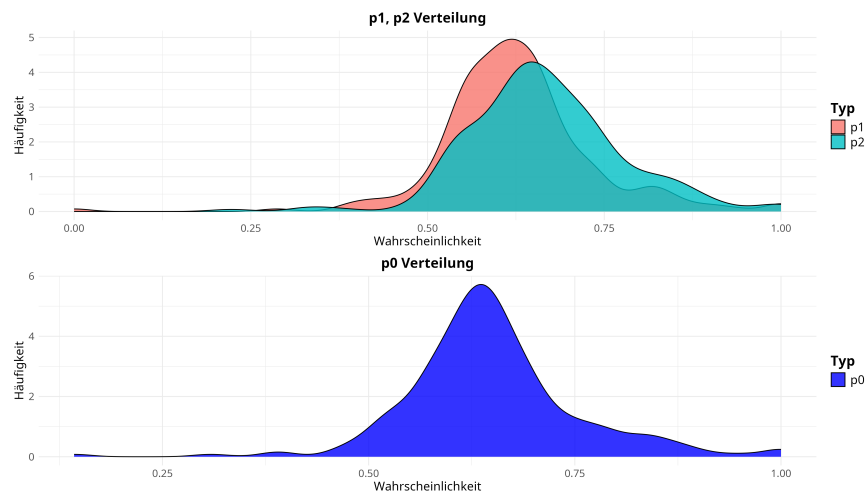 p1, p2 Verteilung
Häufigkeit
5
4
3
2
1
0
0.00 0.25 0.50 0.75 1.00
Wahrscheinlichkeit
Typ
p1
p2
p0 Verteilung
Häufigkeit
6
4
2
0
0.25 0.50 0.75 1.00
Wahrscheinlichkeit
Typ
p0